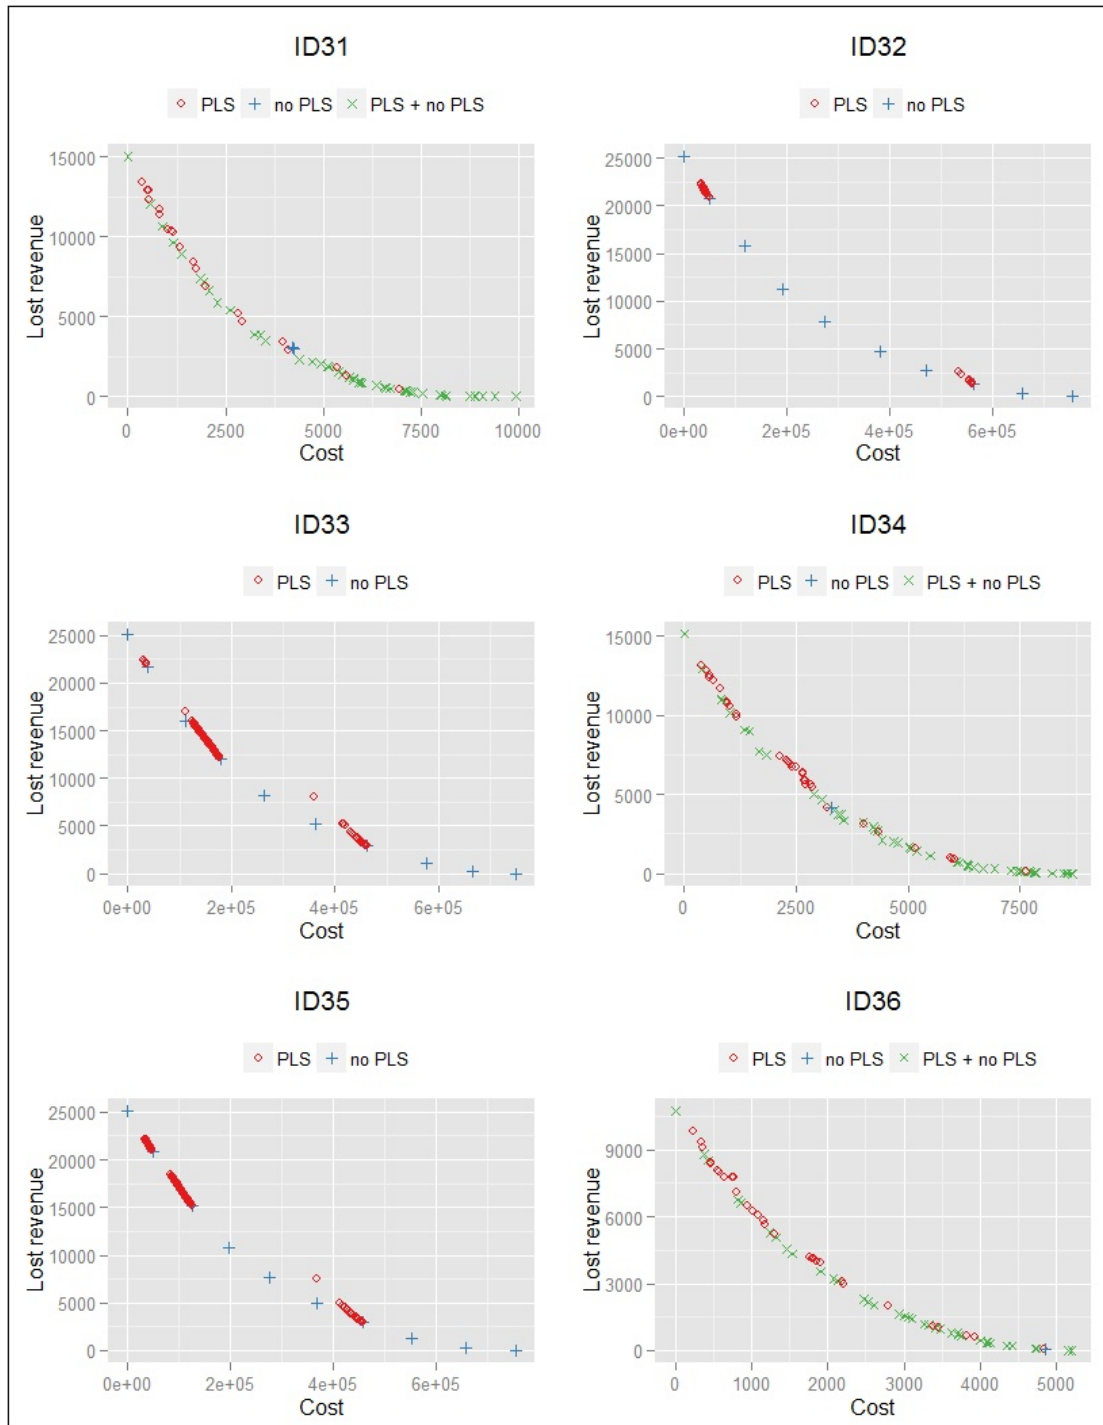 ID31
PLS no PLS PLS + no PLS
Lost revenue
15000
10000
5000
0
0 2500 5000 7500 10000
Cost
ID32
PLS no PLS
Lost revenue
25000
20000
15000
10000
5000
0
0e+00 2e+05 4e+05 6e+05
Cost
ID33
PLS no PLS
Lost revenue
25000
20000
15000
10000
5000
0
0e+00 2e+05 4e+05 6e+05
Cost
ID34
PLS no PLS PLS + no PLS
Lost revenue
15000
10000
5000
0
0 2500 5000 7500
Cost
ID35
PLS no PLS
Lost revenue
25000
20000
15000
10000
5000
0
0e+00 2e+05 4e+05 6e+05
Cost
ID36
PLS no PLS PLS + no PLS
Lost revenue
9000
6000
3000
0
0 1000 2000 3000 4000 5000
Cost